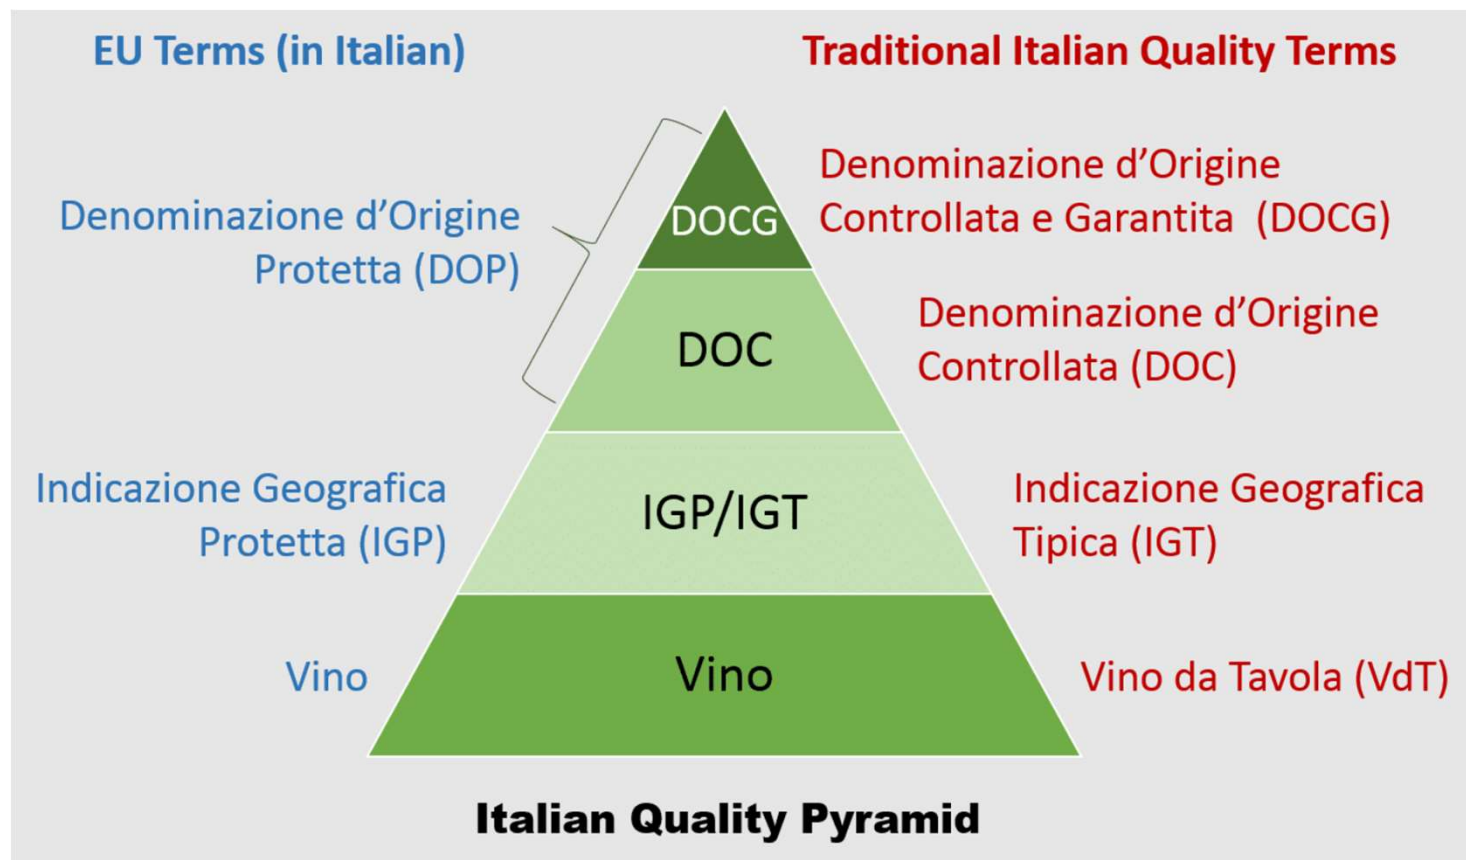 EU Terms (in Italian)
Traditional Italian Quality Terms
Denominazione d’Origine
Protetta (DOP)
DOCG
Denominazione d’Origine
Controllata e Garantita (DOCG)
DOC
Denominazione d’Origine
Controllata (DOC)
Indicazione Geografica
Protetta (IGP)
IGP/IGT
Indicazione Geografica
Tipica (IGT)
Vino
Vino
Vino da Tavola (VdT)
Italian Quality Pyramid